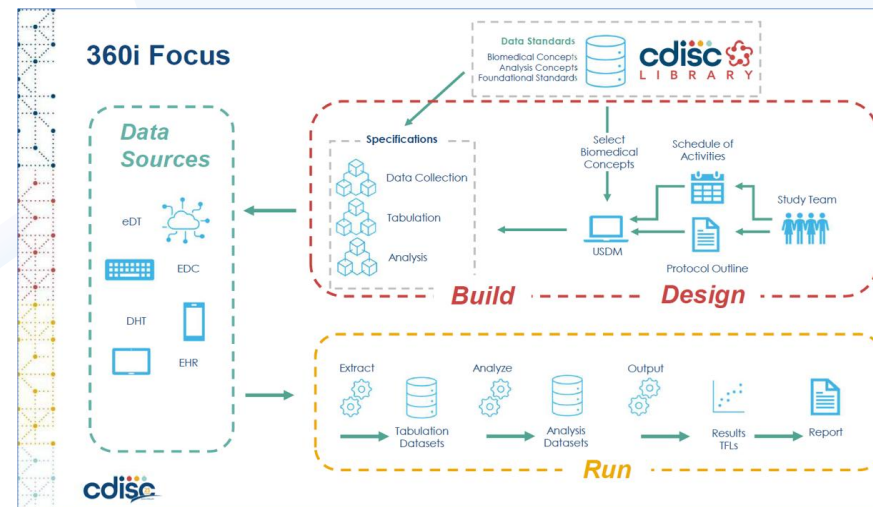 360i Focus
Data Standards
Biomedical Concepts
Analysis Concepts
Foundational Standards
cdisc
LIBRARY
Data
Sources
eDT
EDC
DHT
EHR
Specifications
Data Collection
Tabulation
Analysis
Select
Biomedical
Concepts
Schedule of
Activities
Study Team
USDM
Protocol Outline
Build
Design
Extract
Analyze
Output
Tabulation
Datasets
Analysis
Datasets
Results
TFLs
Report
Run
cdisc